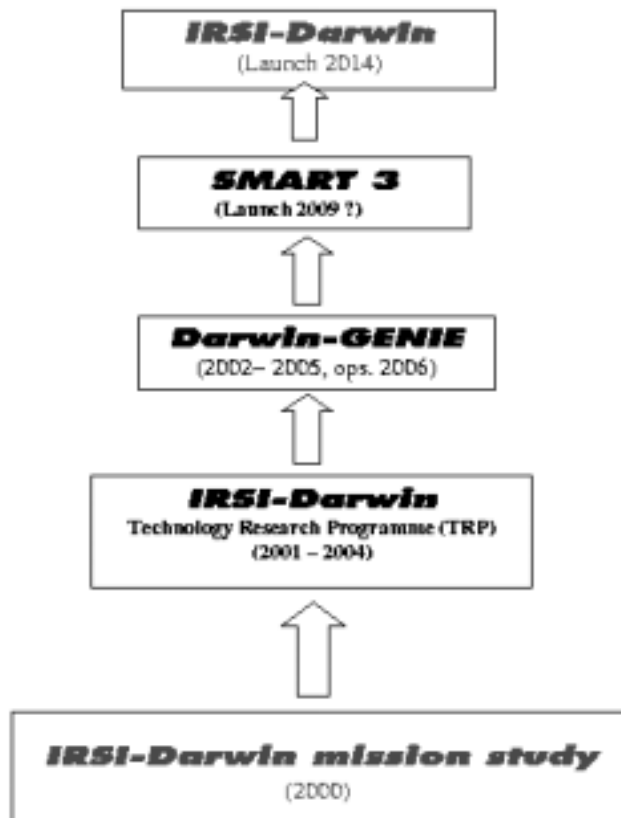 IRSI-Darwin
(Launch 2014)
SMART 3
(Launch 2009 ?)
Darwin-GENIE
(2002– 2005, ops. 2006)
IRSI-Darwin
Technology Research Programme (TRP)
(2001 – 2004)
IRSI-Darwin mission study
(2000)